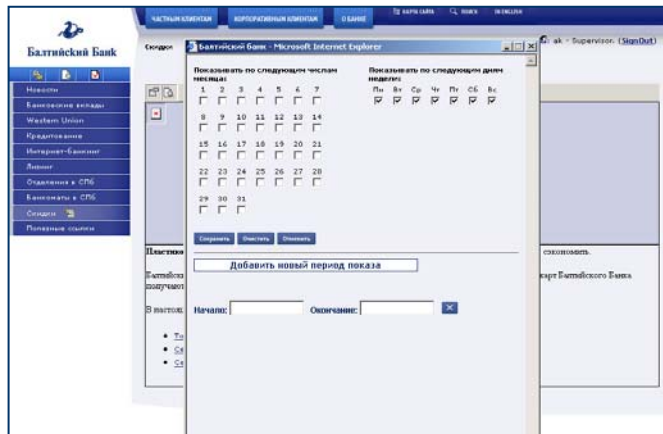 ЧАСТНЫМ КЛИЕНТАМ
КОРПОРАТИВНЫМ КЛИЕНТАМ
О БАНКЕ
КАРТА САЙТА
ПОИСК
IN ENGLISH
Балтийский Банк
Скидки
Балтийский банк - Microsoft Internet Explorer
ak - Supervisor. (SignOut)
Новости
Банковские вклады
Western Union
Кредитование
Интернет-Банкинг
Лизинг
Отделения в СПб
Банкоматы в СПб
Скидки
Полезные ссылки
Показывать по следующим числам месяца:
1 2 3 4 5 6 7
8 9 10 11 12 13 14
15 16 17 18 19 20 21
22 23 24 25 26 27 28
29 30 31
Показывать по следующим дням недели:
Пн Вт Ср Чт Пт Сб Вс
Сохранить Очистить Отменить
Добавить новый период показа
Начало: Окончание:
Пластико
сэкономить.
Балтийски
карт Балтийского Банка
получают
В настоящ